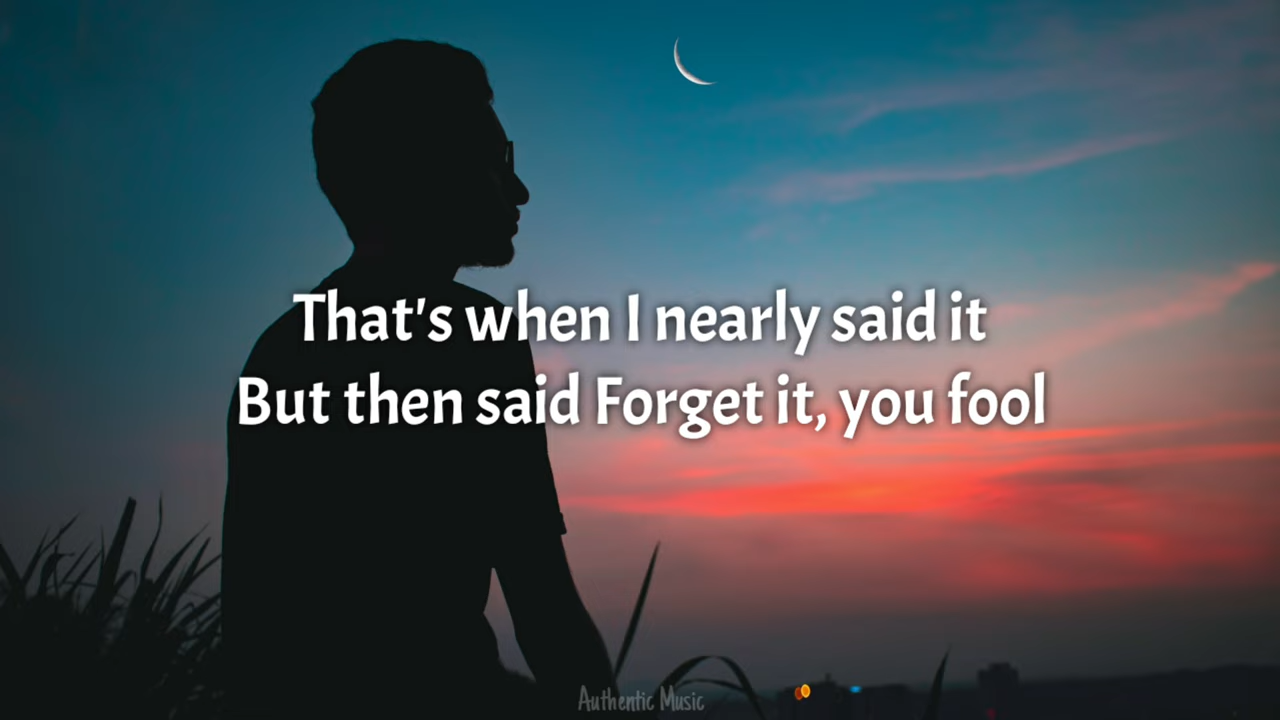 That's when I nearly said it
But then said Forget it, you fool
Authentic Music